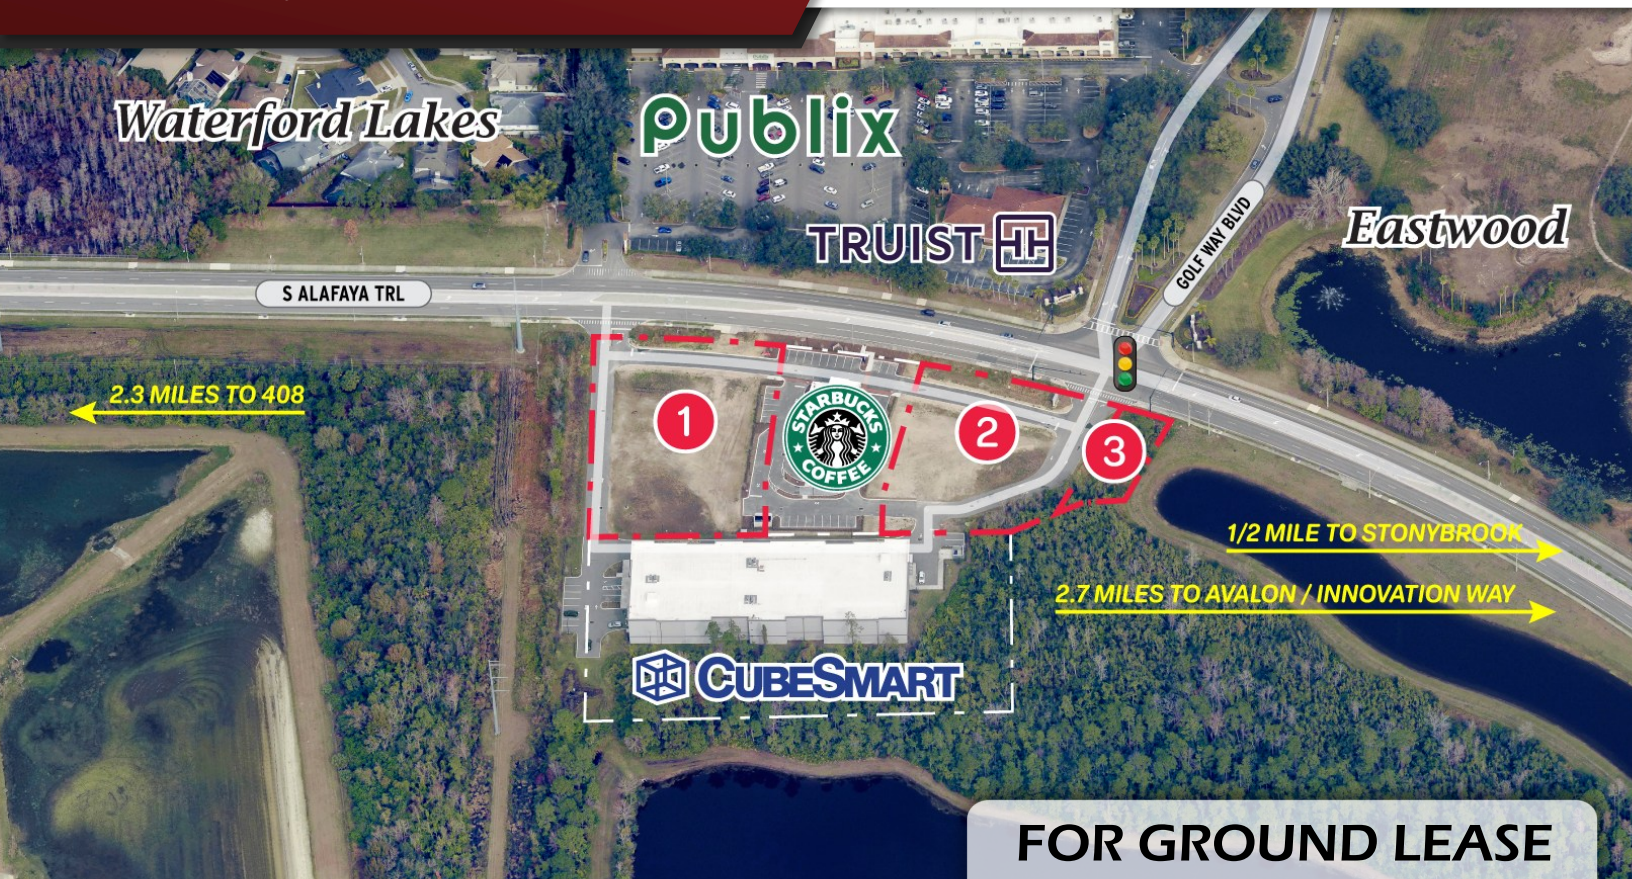 Waterford Lakes
Publix
TRUIST
Eastwood
GOLF WAY BLVD
S ALAFAYA TRL
2.3 MILES TO 408
1
STARBUCKS
COFFEE
2
3
1/2 MILE TO STONYBROOK
2.7 MILES TO AVALON / INNOVATION WAY
CUBESMART
FOR GROUND LEASE